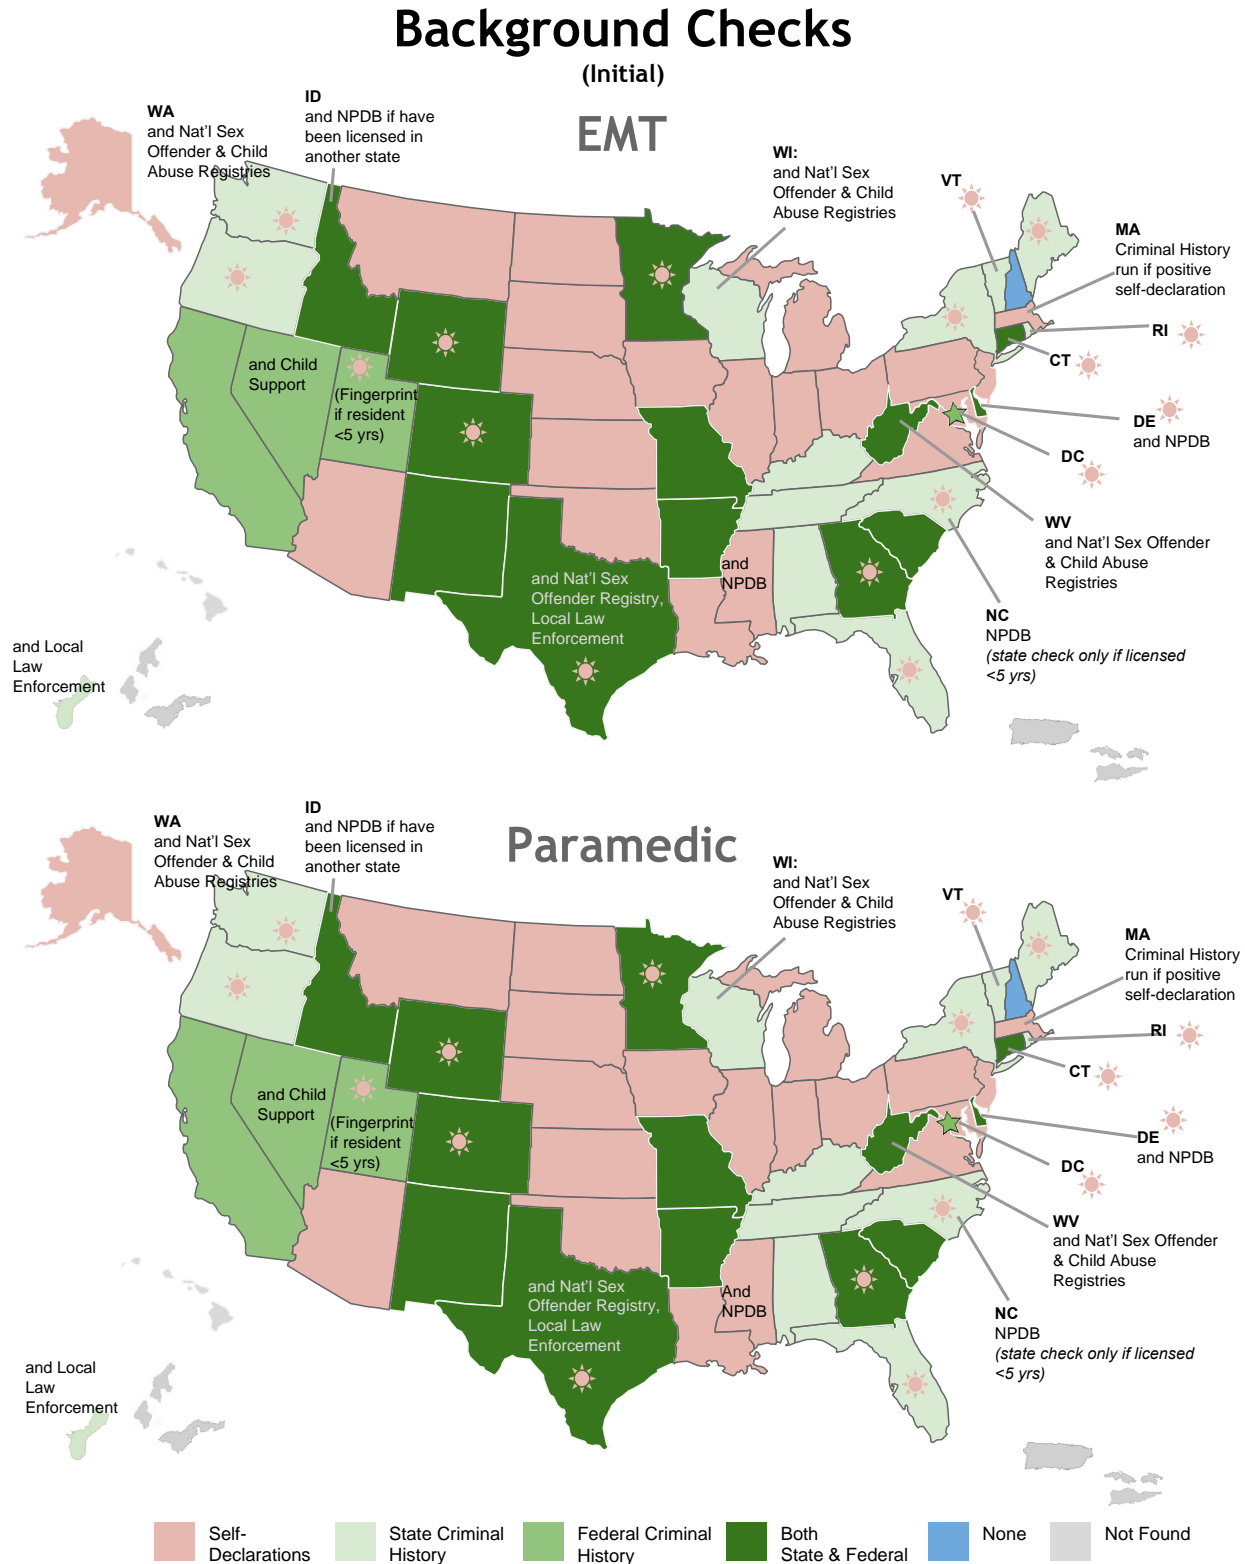 Background Checks
(Initial)
EMT
WA
and Nat'l Sex
Offender & Child
Abuse Registries
ID
and NPDB if have
been licensed in
another state
WI:
and Nat'l Sex
Offender & Child
Abuse Registries
VT
MA
Criminal History
run if positive
self-declaration
RI
CT
DE
and NPDB
DC
WV
and Nat'l Sex Offender
& Child Abuse
Registries
NC
NPDB
(state check only if licensed
<5 yrs)
and Child
Support
(Fingerprint
if resident
<5 yrs)
and
NPDB
and Nat'l Sex
Offender Registry,
Local Law
Enforcement
and Local
Law
Enforcement
Paramedic
WA
and Nat'l Sex
Offender & Child
Abuse Registries
ID
and NPDB if have
been licensed in
another state
WI:
and Nat'l Sex
Offender & Child
Abuse Registries
VT
MA
Criminal History
run if positive
self-declaration
RI
CT
DE
and NPDB
DC
WV
and Nat'l Sex Offender
& Child Abuse
Registries
NC
NPDB
(state check only if licensed
<5 yrs)
and Child
Support
(Fingerprint
if resident
<5 yrs)
And
NPDB
and Nat'l Sex
Offender Registry,
Local Law
Enforcement
and Local
Law
Enforcement
Self-
Declarations
State Criminal
History
Federal Criminal
History
Both
State & Federal
None
Not Found